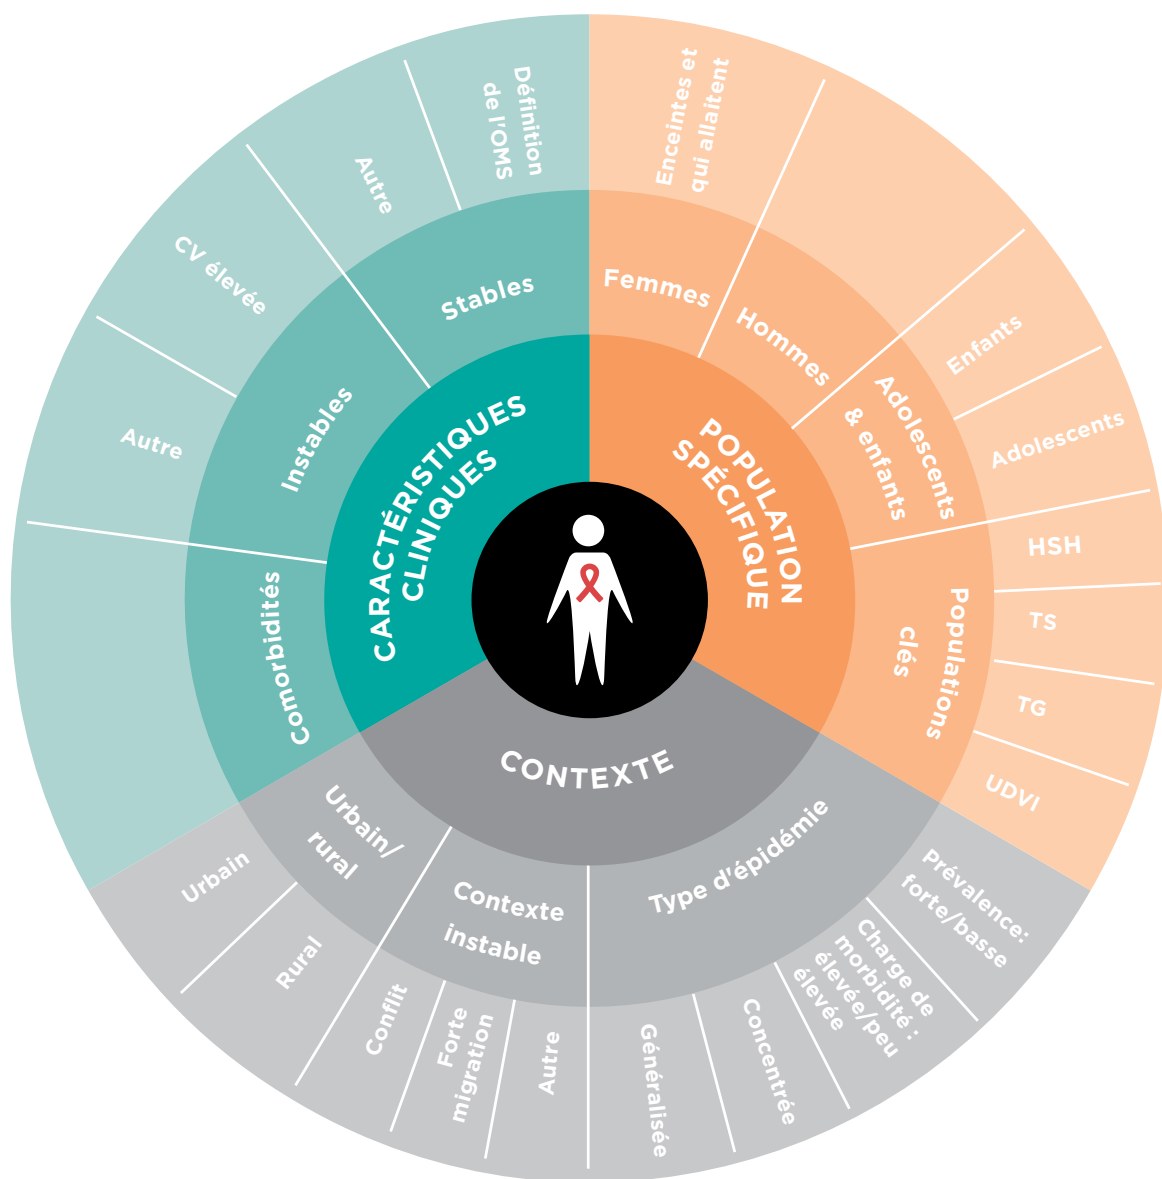 CARACTÉRISTIQUES
CLINIQUES
Stables
Définition
de l'OMS
Autre
Instables
CV élevée
Autre
Comorbidités
POPULATION
SPÉCIFIQUE
Femmes
Enceintes et
qui allaitent
Hommes
Adolescents
& enfants
Enfants
Adolescents
Populations
clés
HSH
TS
TG
UDVI
CONTEXTE
Type d'épidémie
Prévalence:
forte/basse
Charge de
morbidité :
élevée/peu
élevée
Concentrée
Généralisée
Contexte
instable
Autre
Forte
migration
Conflit
Urbain/
rural
Rural
Urbain